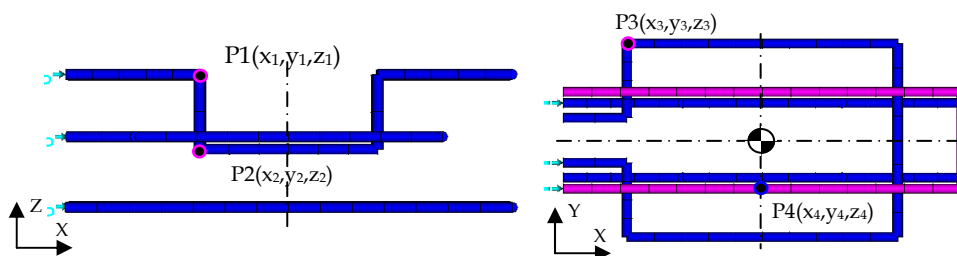 P1(x₁,y₁,z₁)
P2(x₂,y₂,z₂)
Z
X
P3(x₃,y₃,z₃)
P4(x₄,y₄,z₄)
Y
X